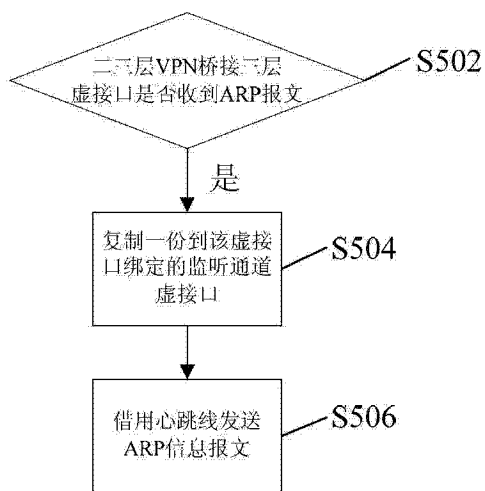 二三层VPN桥接三层
虚接口是否收到ARP报文
S502
是
复制一份到该虚接
口绑定的监听通道
虚接口
S504
借用心跳线发送
ARP信息报文
S506